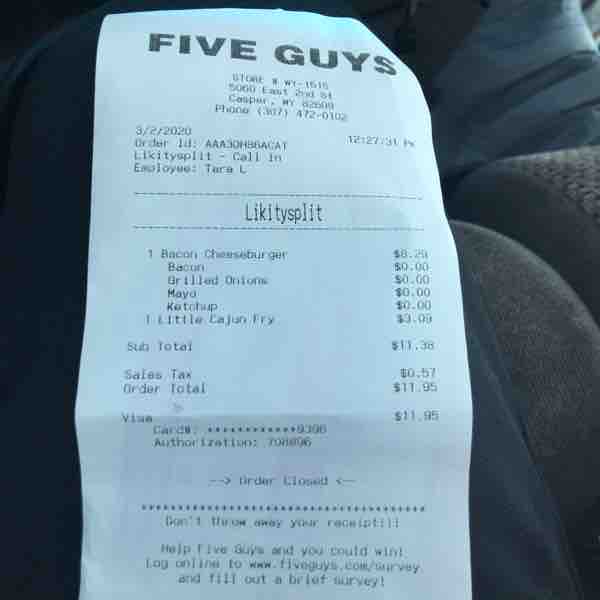 FIVE GUYS
STORE # WY-1515
5060 East 2nd St
Casper, WY 82609
Phone (307) 472-0102
3/2/2020 12:27:31 PM
Order Id: AAA30H86ACAT
Likitysplit - Call In
Employee: Tara L
Likitysplit
1 Bacon Cheeseburger $8.29
Bacon $0.00
Grilled Onions $0.00
Mayo $0.00
Ketchup $0.00
1 Little Cajun Fry $3.09
Sub Total $11.38
Sales Tax $0.57
Order Total $11.95
Visa $11.95
Card#: ************9396
Authorization: 708896
--> Order Closed <--
****************************************
Don't throw away your receipt!!!
Help Five Guys and you could win!
Log online to www.fiveguys.com/survey
and fill out a brief survey!